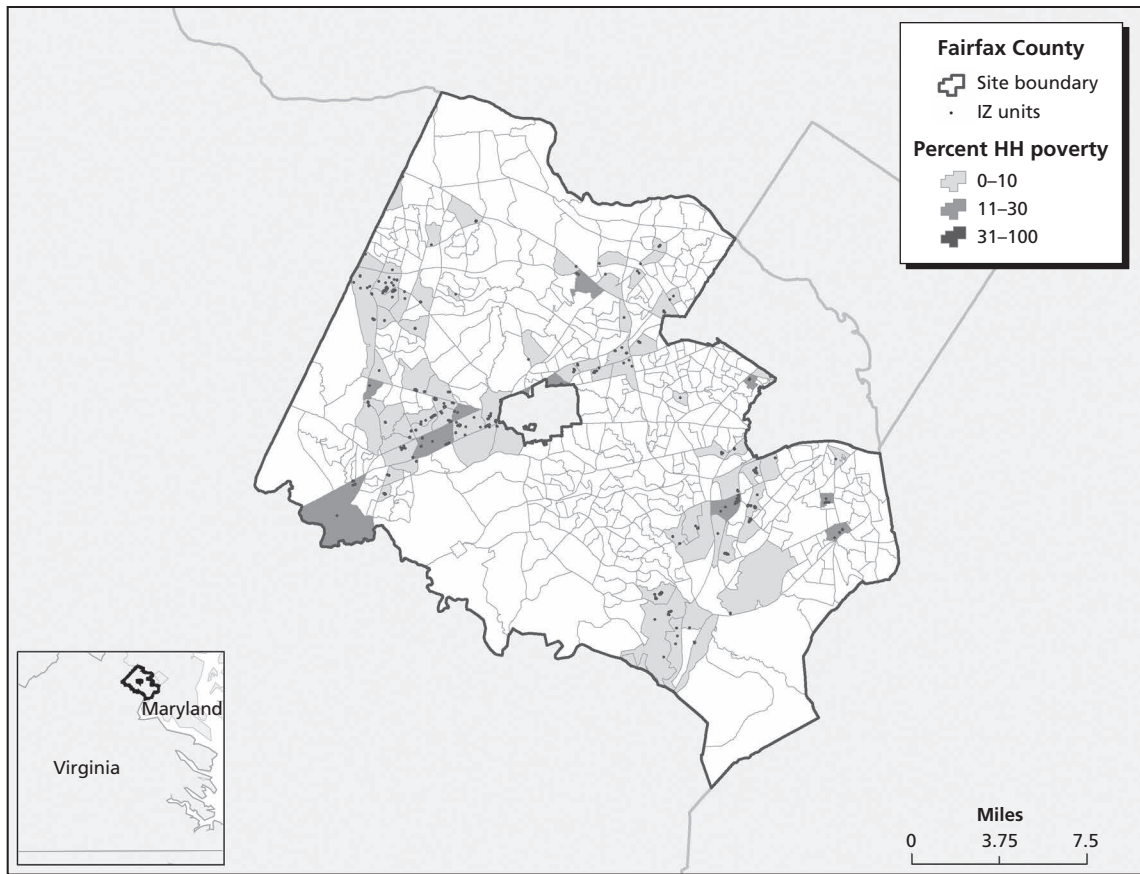 Fairfax County
Site boundary
IZ units
Percent HH poverty
0–10
11–30
31–100
Maryland
Virginia
Miles
0 3.75 7.5